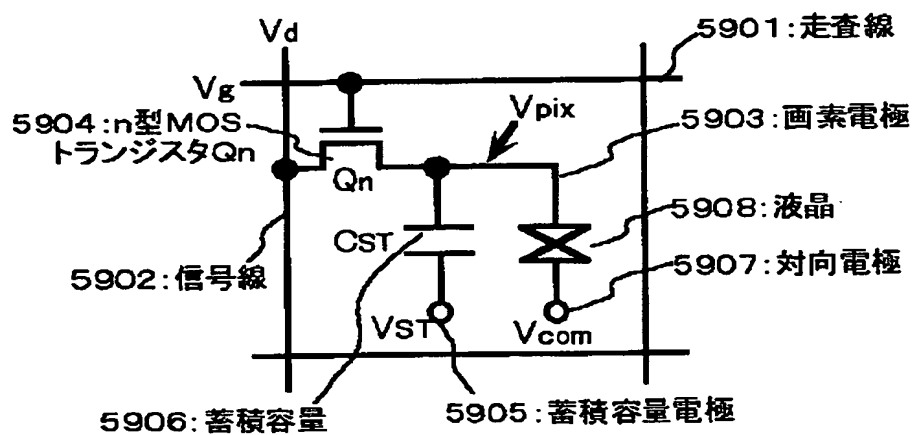 Vd
5901:走査線
Vg
Vpix
5904:n型MOS
トランジスタQn
5903:画素電極
Qn
5908:液晶
CST
5907:対向電極
5902:信号線
VST
Vcom
5906:蓄積容量
5905:蓄積容量電極